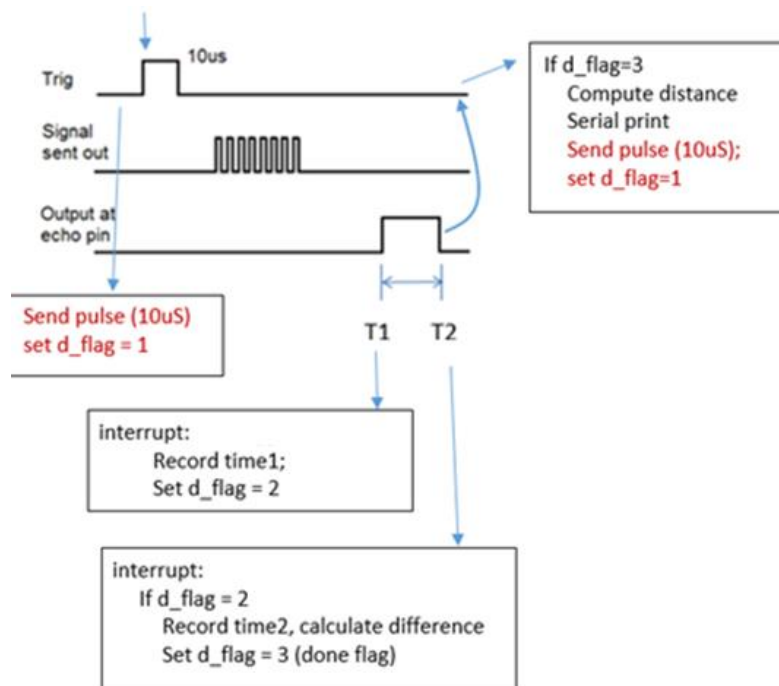 10us
Trig
Signal
sent out
Output at
echo pin
If d_flag=3
Compute distance
Serial print
Send pulse (10uS);
set d_flag=1
Send pulse (10uS)
set d_flag = 1
T1 T2
interrupt:
Record time1;
Set d_flag = 2
interrupt:
If d_flag = 2
Record time2, calculate difference
Set d_flag = 3 (done flag)